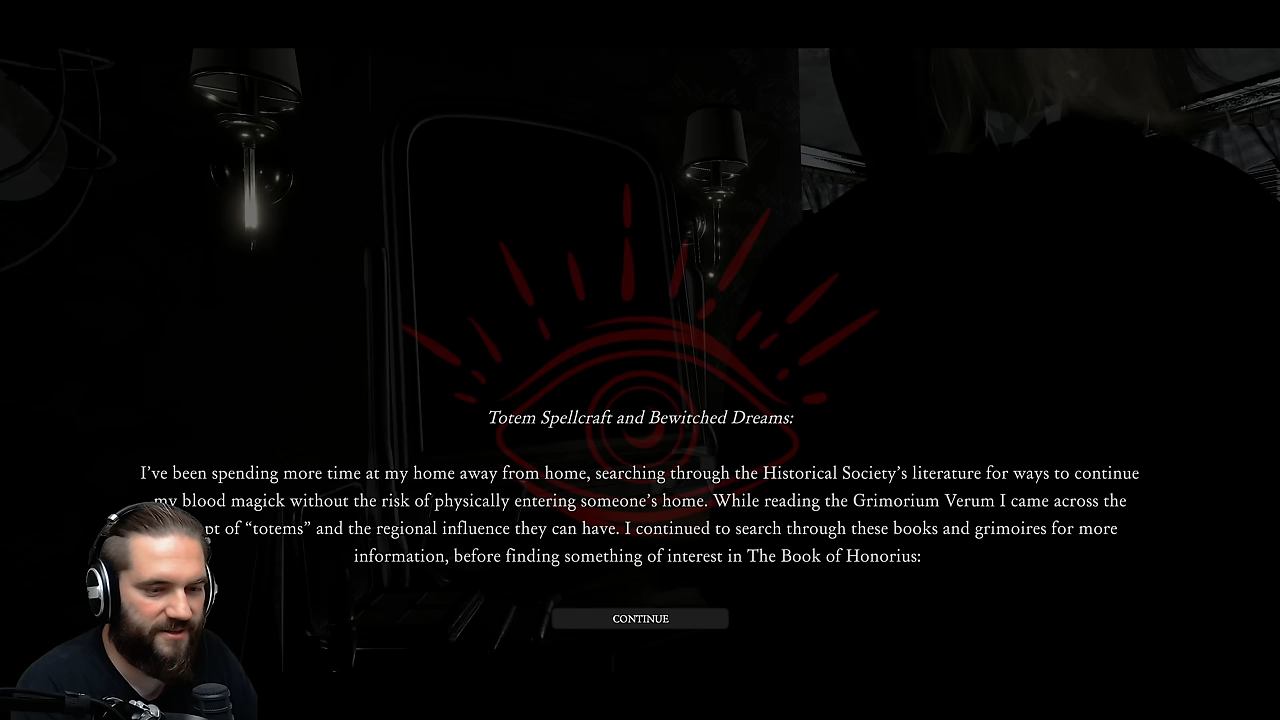 Totem Spellcraft and Bewitched Dreams:
I’ve been spending more time at my home away from home, searching through the Historical Society’s literature for ways to continue
my blood magick without the risk of physically entering someone’s home. While reading the Grimorium Verum I came across the
of “totems” and the regional influence they can have. I continued to search through these books and grimoires for more
information, before finding something of interest in The Book of Honorius:
CONTINUE